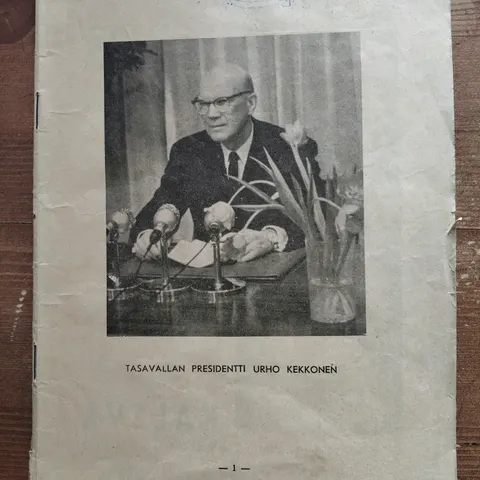 TASAVALLAN PRESIDENTTI URHO KEKKONEN
— 1 —